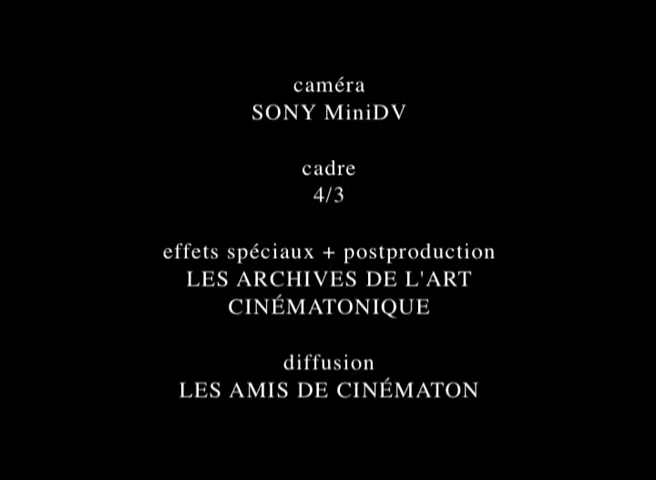 caméra
SONY MiniDV
cadre
4/3
effets spéciaux + postproduction
LES ARCHIVES DE L'ART
CINÉMATONIQUE
diffusion
LES AMIS DE CINÉMATON